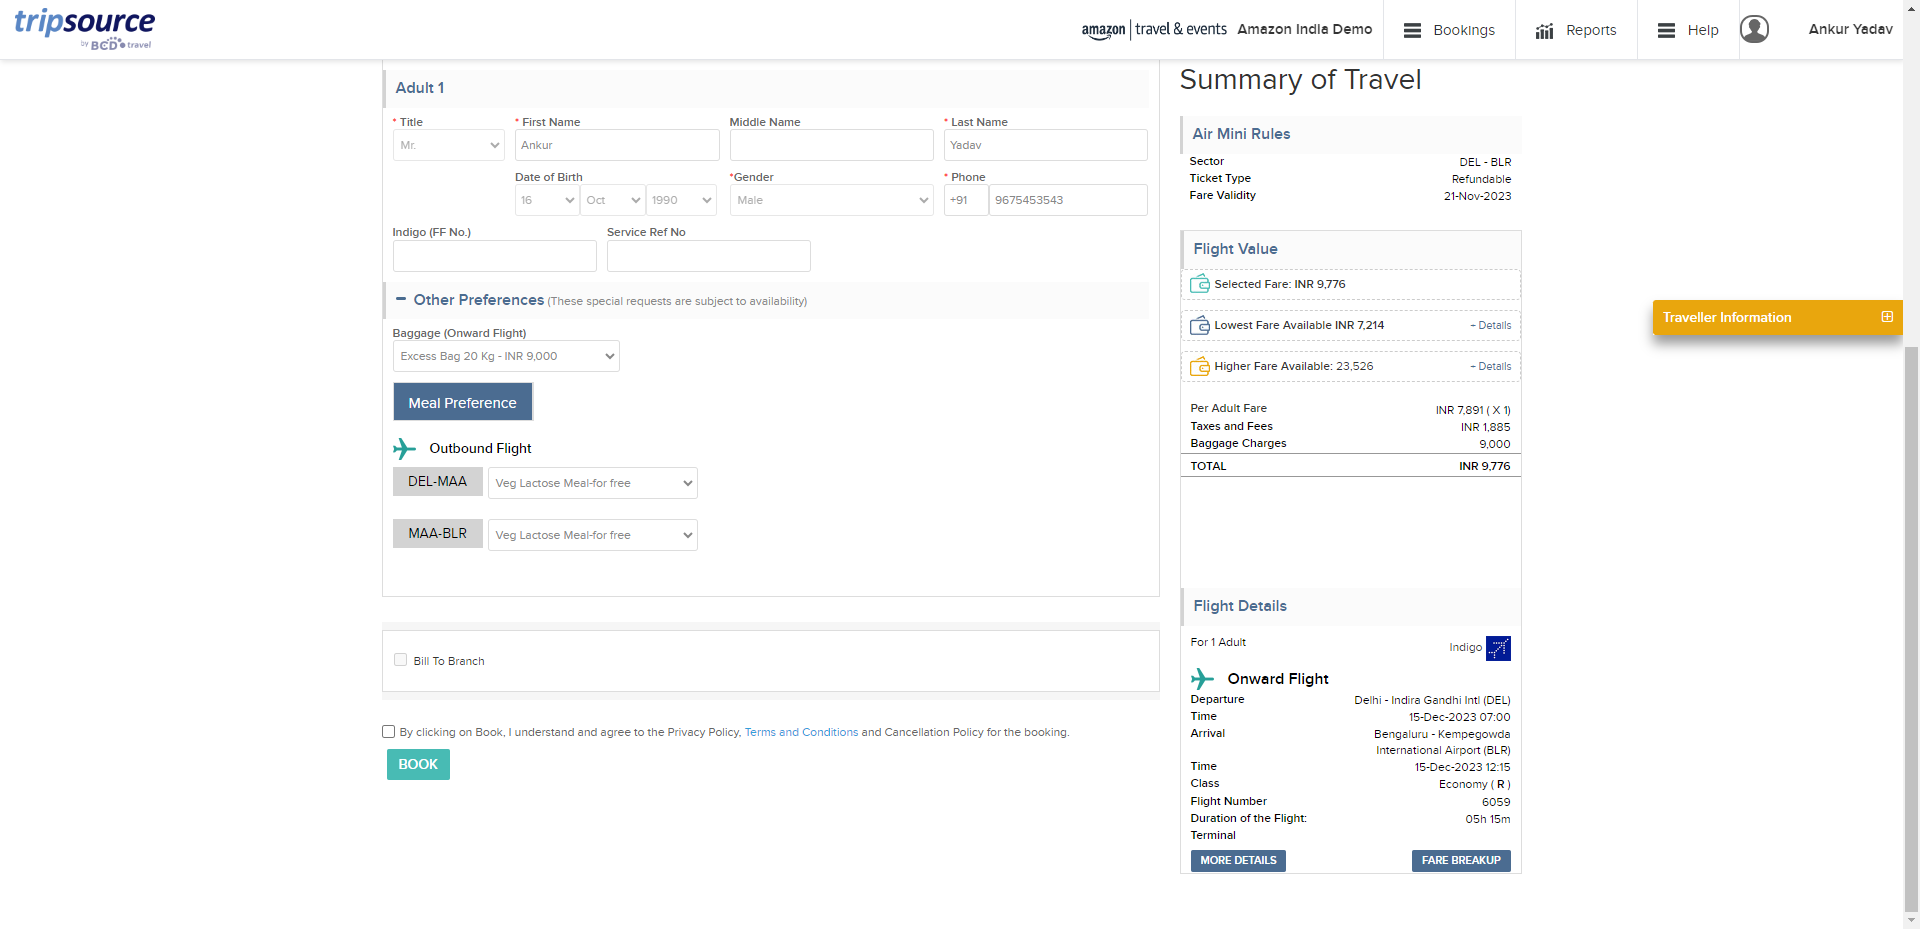 tripsource
by BCD travel
amazon travel & events Amazon India Demo
Bookings
Reports
Help
Ankur Yadav
Adult 1
* Title
* First Name
Middle Name
* Last Name
Mr.
Ankur
Yadav
Date of Birth
*Gender
* Phone
16
Oct
1990
Male
+91
9675453543
Indigo (FF No.)
Service Ref No
Other Preferences (These special requests are subject to availability)
Baggage (Onward Flight)
Excess Bag 20 Kg - INR 9,000
Meal Preference
Outbound Flight
DEL-MAA
Veg Lactose Meal-for free
MAA-BLR
Veg Lactose Meal-for free
Bill To Branch
By clicking on Book, I understand and agree to the Privacy Policy, Terms and Conditions and Cancellation Policy for the booking.
BOOK
Summary of Travel
Air Mini Rules
Sector DEL - BLR
Ticket Type Refundable
Fare Validity 21-Nov-2023
Flight Value
Selected Fare: INR 9,776
Lowest Fare Available INR 7,214 + Details
Higher Fare Available: 23,526 + Details
Per Adult Fare INR 7,891 ( X 1)
Taxes and Fees INR 1,885
Baggage Charges 9,000
TOTAL INR 9,776
Flight Details
For 1 Adult Indigo
Onward Flight
Departure Delhi - Indira Gandhi Intl (DEL)
Time 15-Dec-2023 07:00
Arrival Bengaluru - Kempegowda
International Airport (BLR)
Time 15-Dec-2023 12:15
Class Economy ( R )
Flight Number 6059
Duration of the Flight: 05h 15m
Terminal
MORE DETAILS FARE BREAKUP
Traveller Information